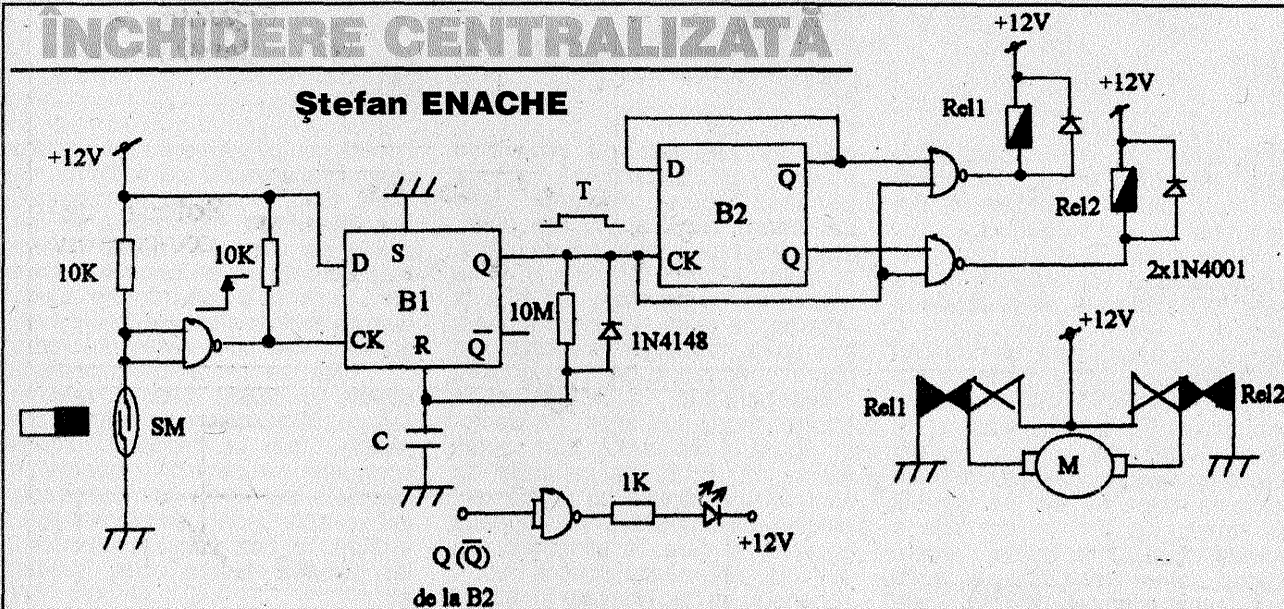 ÎNCHIDERE CENTRALIZATĂ
Ștefan ENACHE
+12V
+12V
Rel1
Rel2
2x1N4001
+12V
10K
10K
D
S
Q
B1
CK
R
Q̅
T
10M
1N4148
D
Q̅
B2
CK
Q
SM
C
+12V
Rel1
Rel2
M
1K
+12V
Q (Q̅)
de la B2